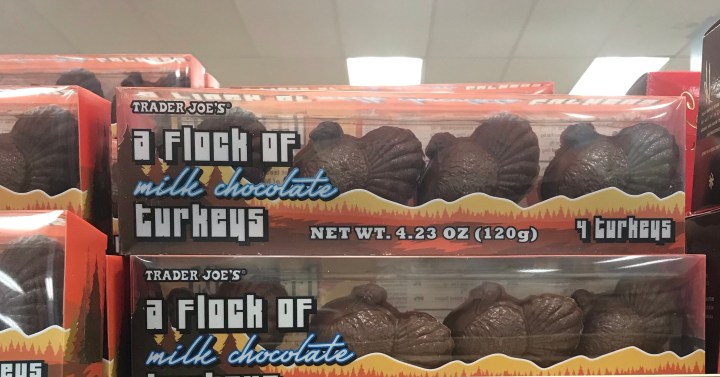 TRADER JOE'S
a FLOCK OF
milk chocolate
turkeys
NET WT. 4.23 OZ (120g)
4 turkeys
TRADER JOE'S
a FLOCK OF
milk chocolate